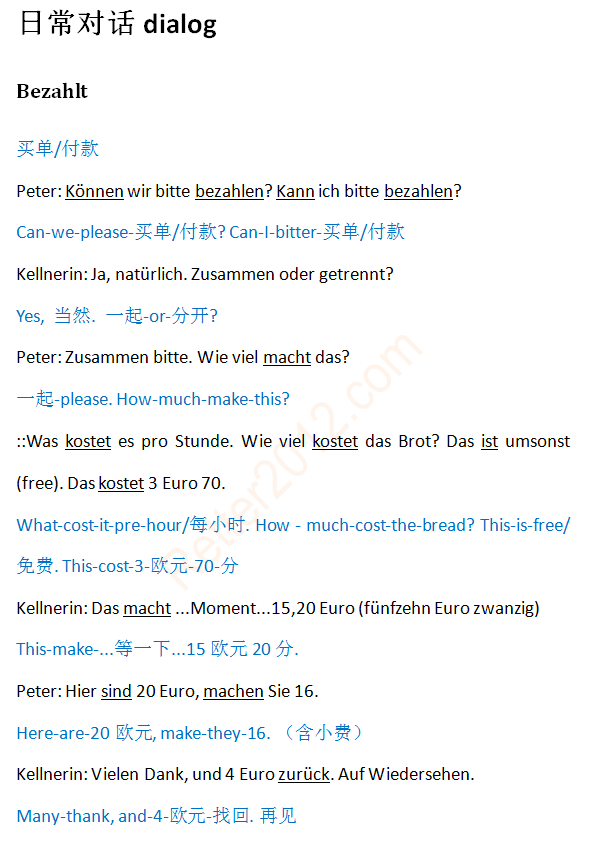 日常对话 dialog
Bezahlt
买单/付款
Peter: Können wir bitte bezahlen? Kann ich bitte bezahlen?
Can-we-please-买单/付款? Can-I-bitter-买单/付款
Kellnerin: Ja, natürlich. Zusammen oder getrennt?
Yes, 当然. 一起-or-分开?
Peter: Zusammen bitte. Wie viel macht das?
一起-please. How-much-make-this?
::Was kostet es pro Stunde. Wie viel kostet das Brot? Das ist umsonst
(free). Das kostet 3 Euro 70.
What-cost-it-pre-hour/每小时. How - much-cost-the-bread? This-is-free/
免费. This-cost-3-欧元-70-分
Kellnerin: Das macht ...Moment...15,20 Euro (fünfzehn Euro zwanzig)
This-make-...等一下...15 欧元 20 分.
Peter: Hier sind 20 Euro, machen Sie 16.
Here-are-20 欧元, make-they-16. （含小费）
Kellnerin: Vielen Dank, und 4 Euro zurück. Auf Wiedersehen.
Many-thank, and-4-欧元-找回. 再见
Petter2012.com